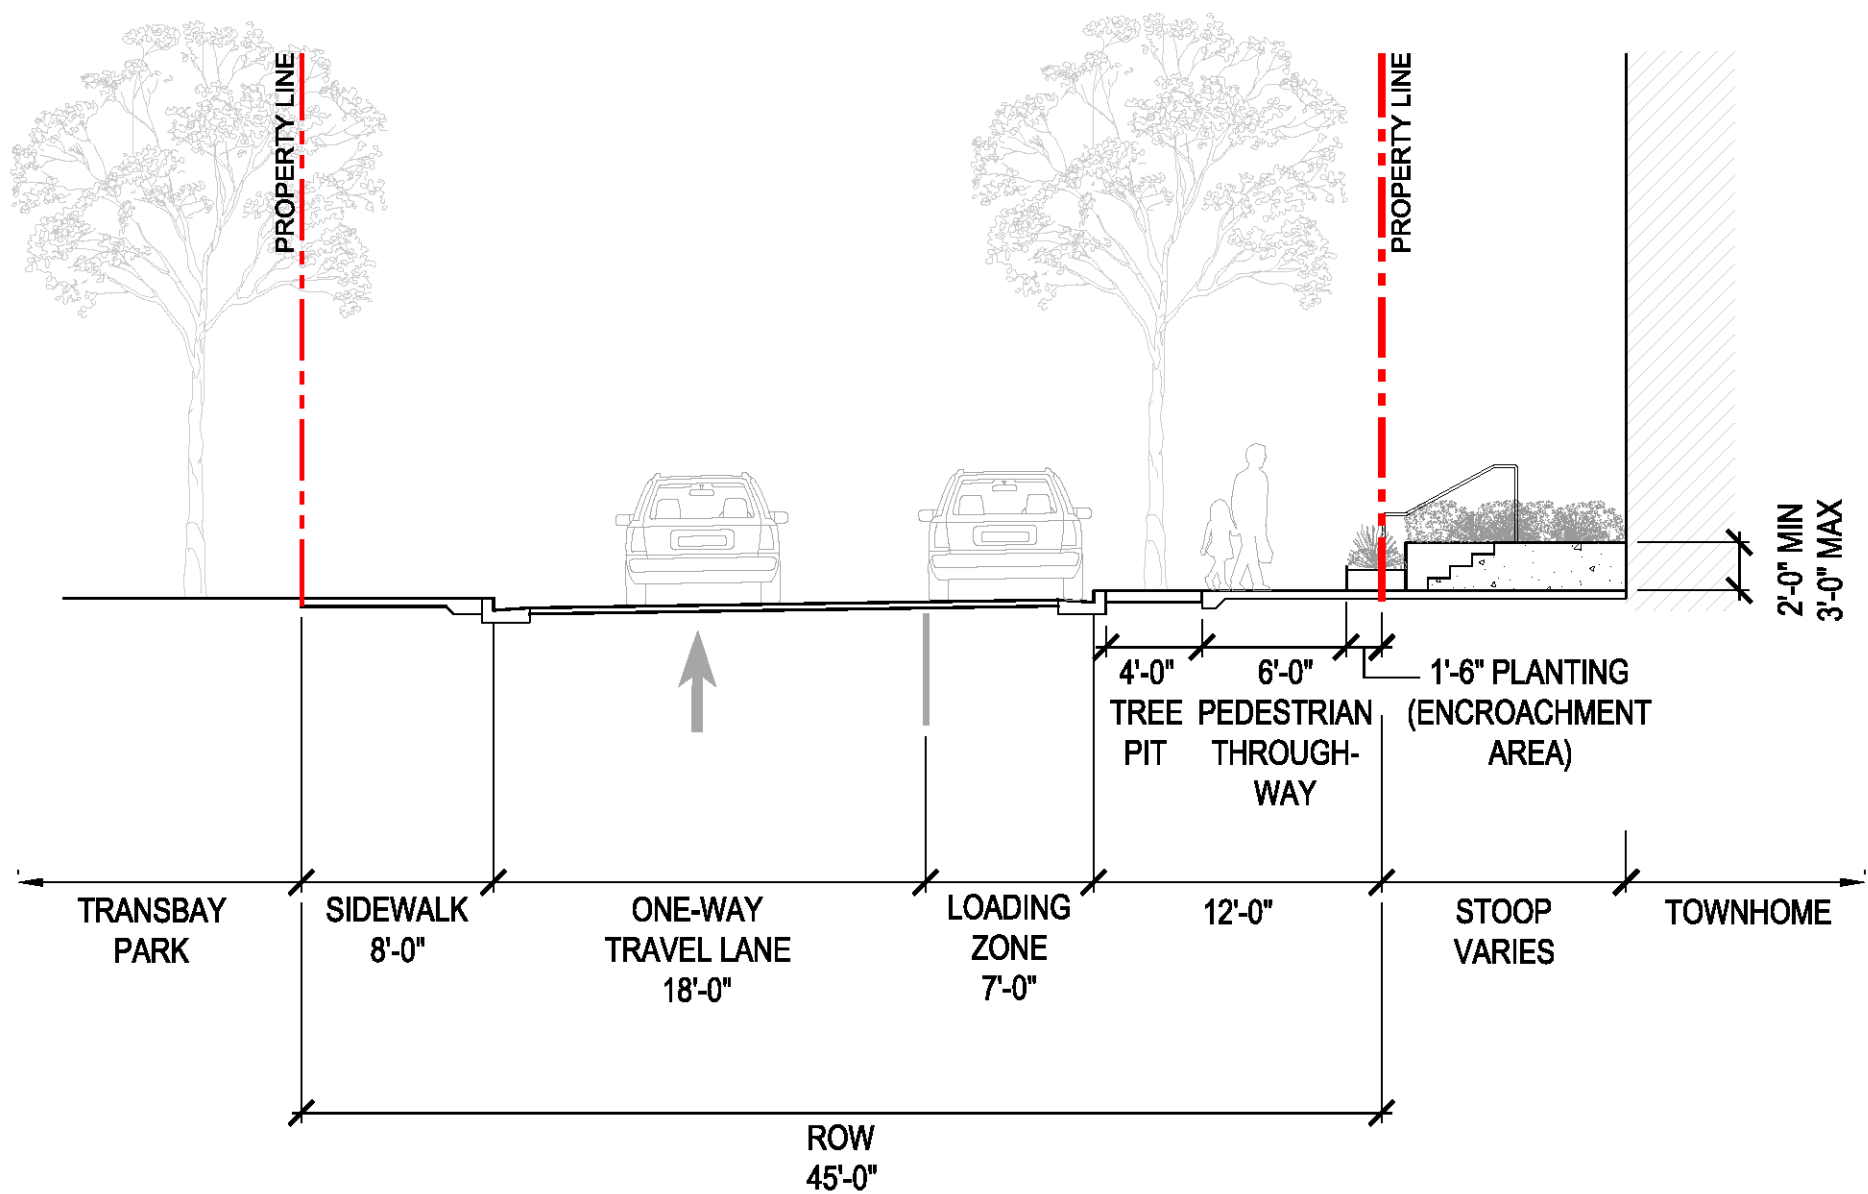 PROPERTY LINE
PROPERTY LINE
2'-0" MIN
3'-0" MAX
4'-0"
TREE
PIT
6'-0"
PEDESTRIAN
THROUGH-
WAY
1'-6" PLANTING
(ENCROACHMENT
AREA)
TRANSBAY
PARK
SIDEWALK
8'-0"
ONE-WAY
TRAVEL LANE
18'-0"
LOADING
ZONE
7'-0"
12'-0"
STOOP
VARIES
TOWNHOME
ROW
45'-0"